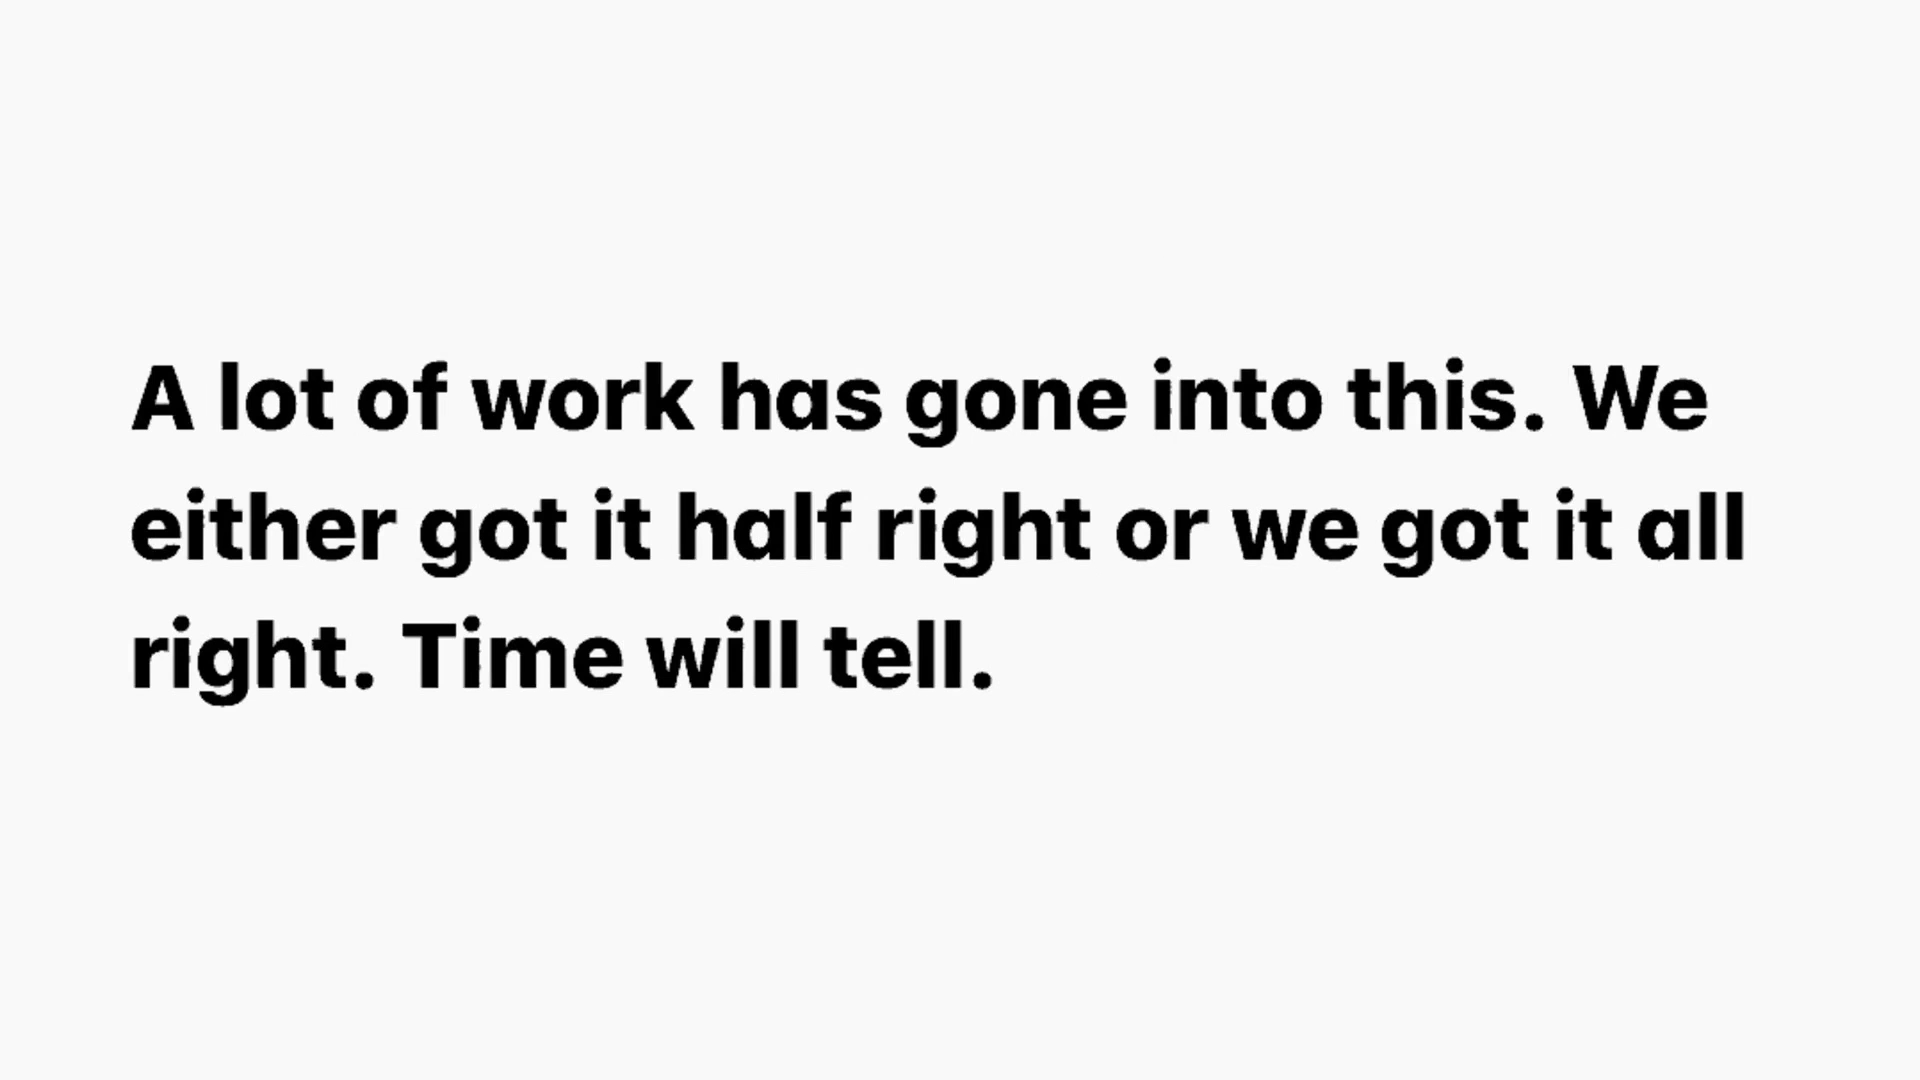 A lot of work has gone into this. We
either got it half right or we got it all
right. Time will tell.